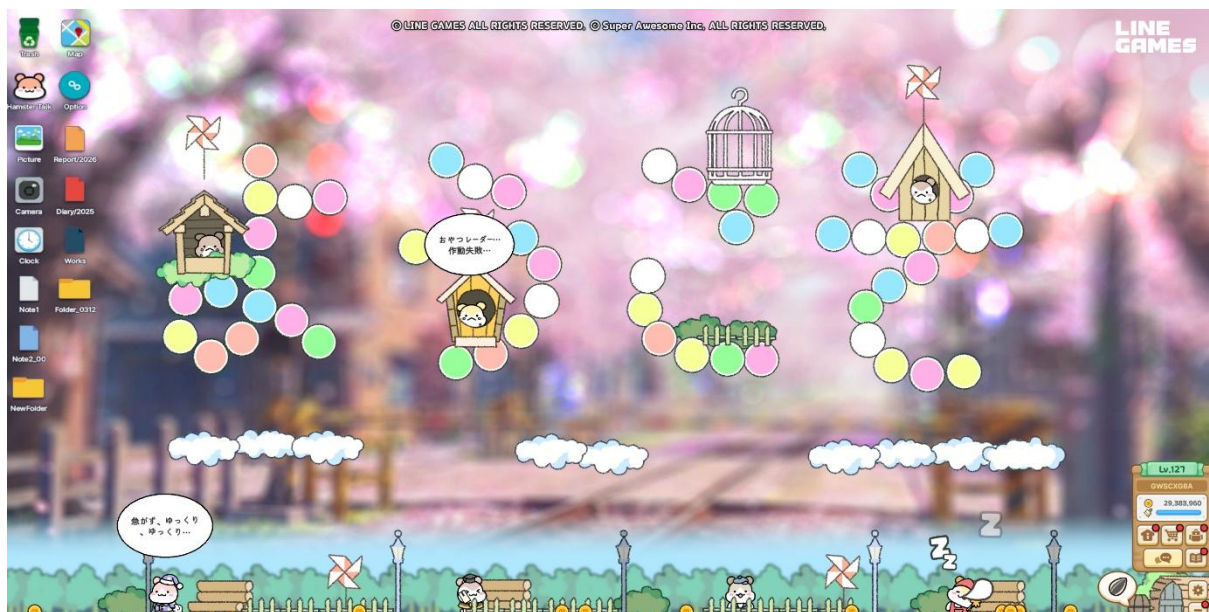 © LINE GAMES ALL RIGHTS RESERVED. © Super Awesome Inc. ALL RIGHTS RESERVED.
LINE
GAMES
Trash
Map
Hamster Talk
Option
Picture
Report/2026
Camera
Diary/2025
Clock
Works
Note1
Folder_0312
Note2_00
NewFolder
おやつレーダー…
作動失敗…
急がず、ゆっくり
、ゆっくり…
Lv.127
GWSCXG8A
29,383,960
Z
Z
Z
Z